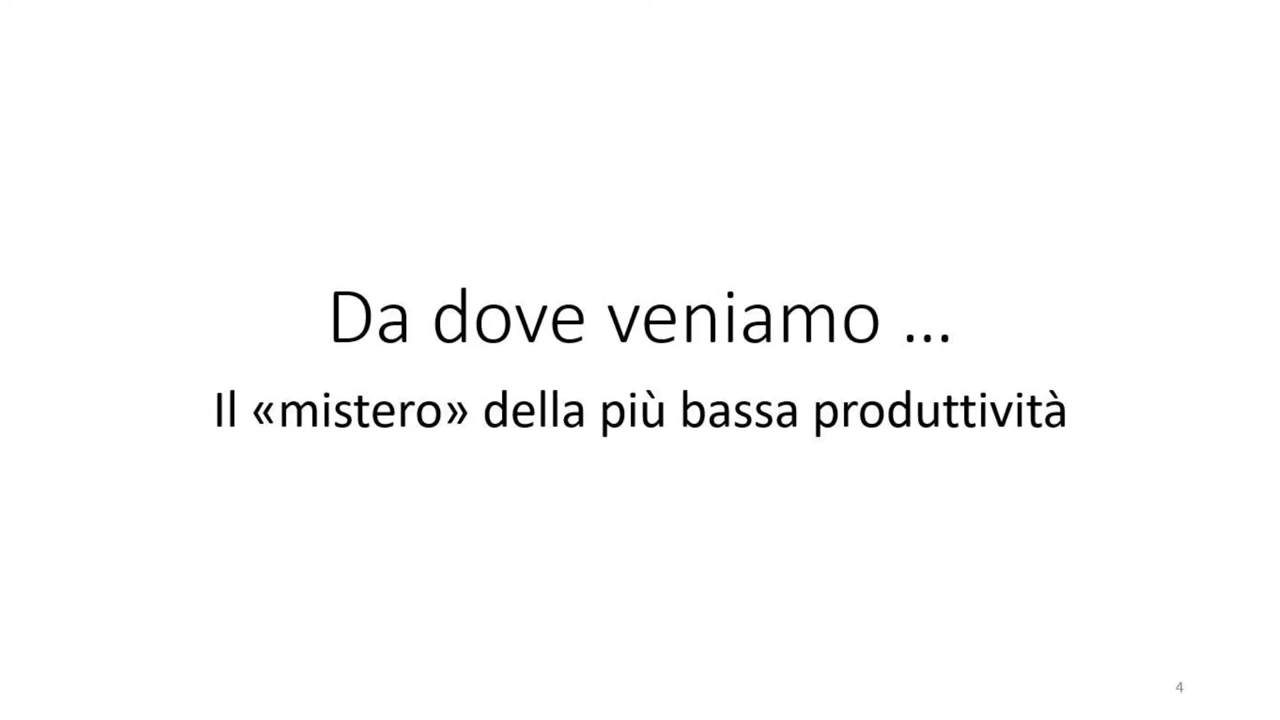 Da dove veniamo ...
Il «mistero» della più bassa produttività
4